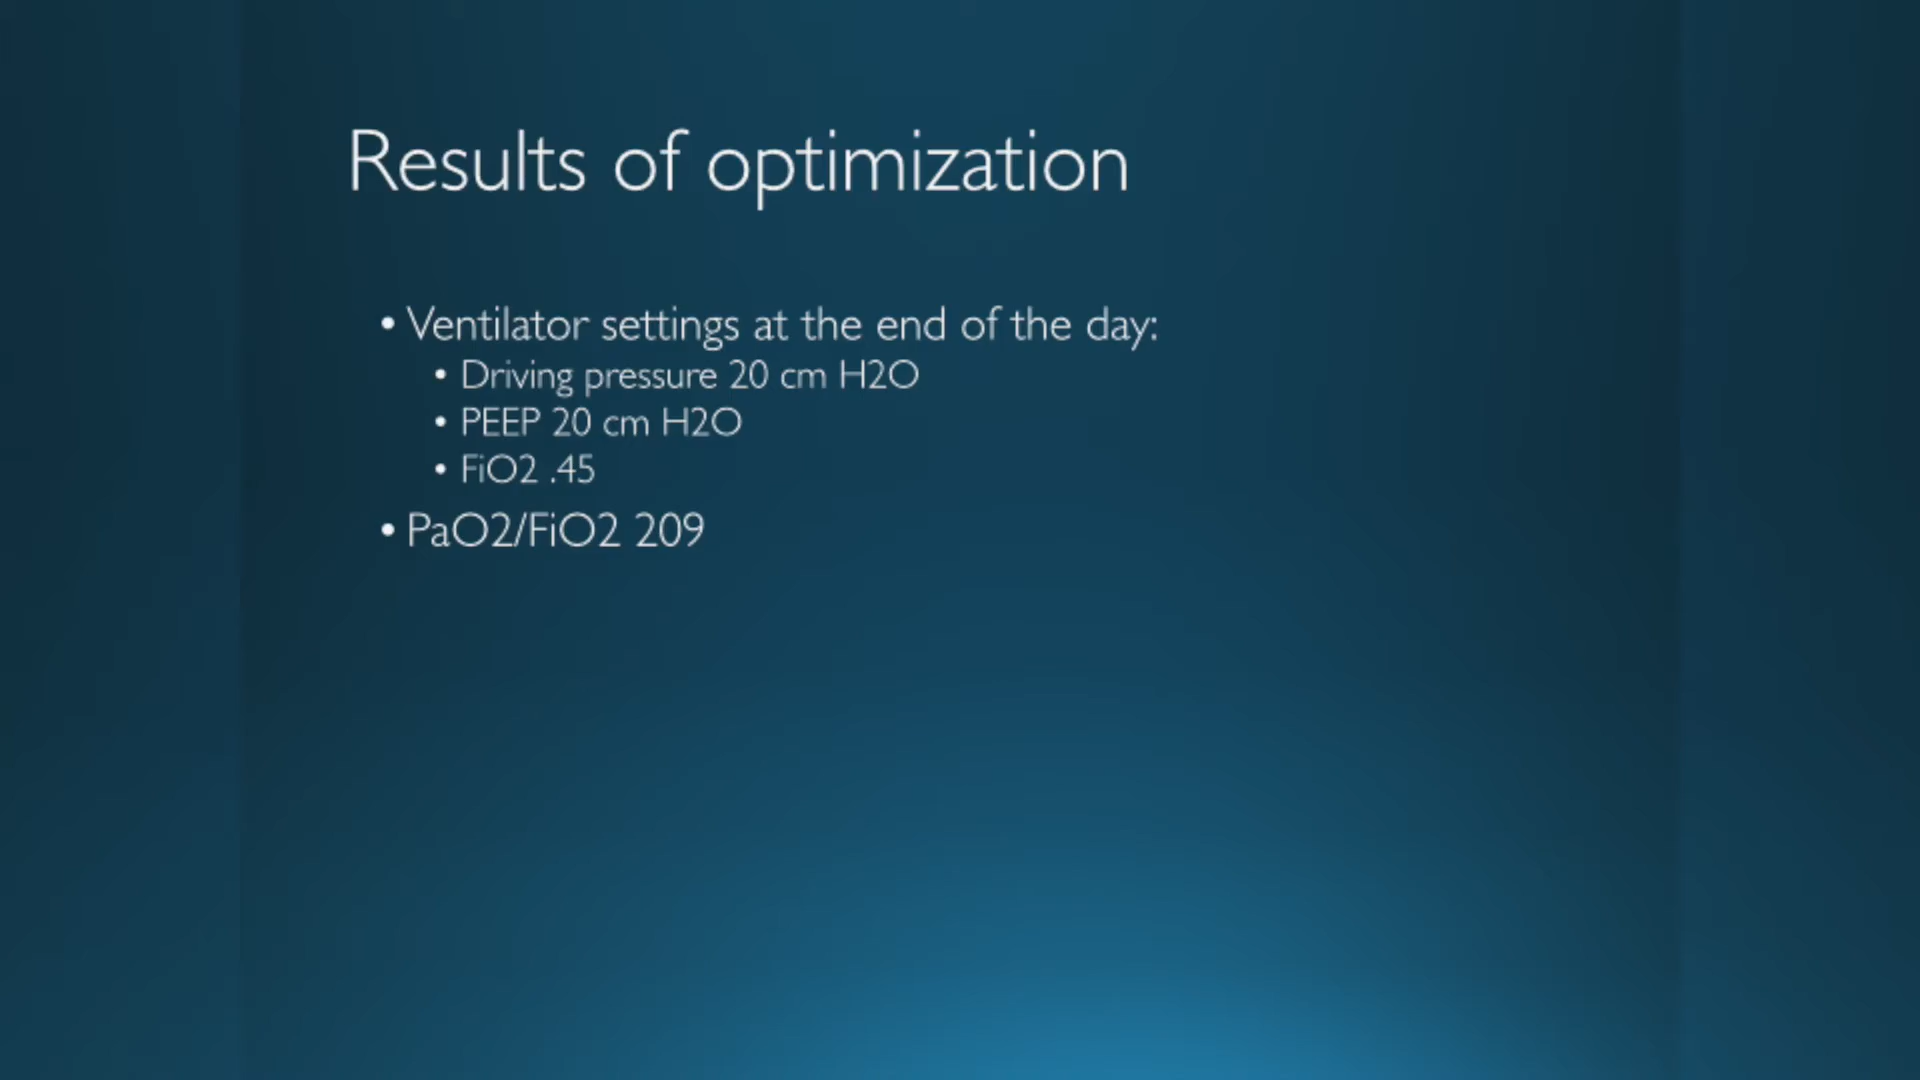 Results of optimization
• Ventilator settings at the end of the day:
• Driving pressure 20 cm H2O
• PEEP 20 cm H2O
• FiO2 .45
• PaO2/FiO2 209